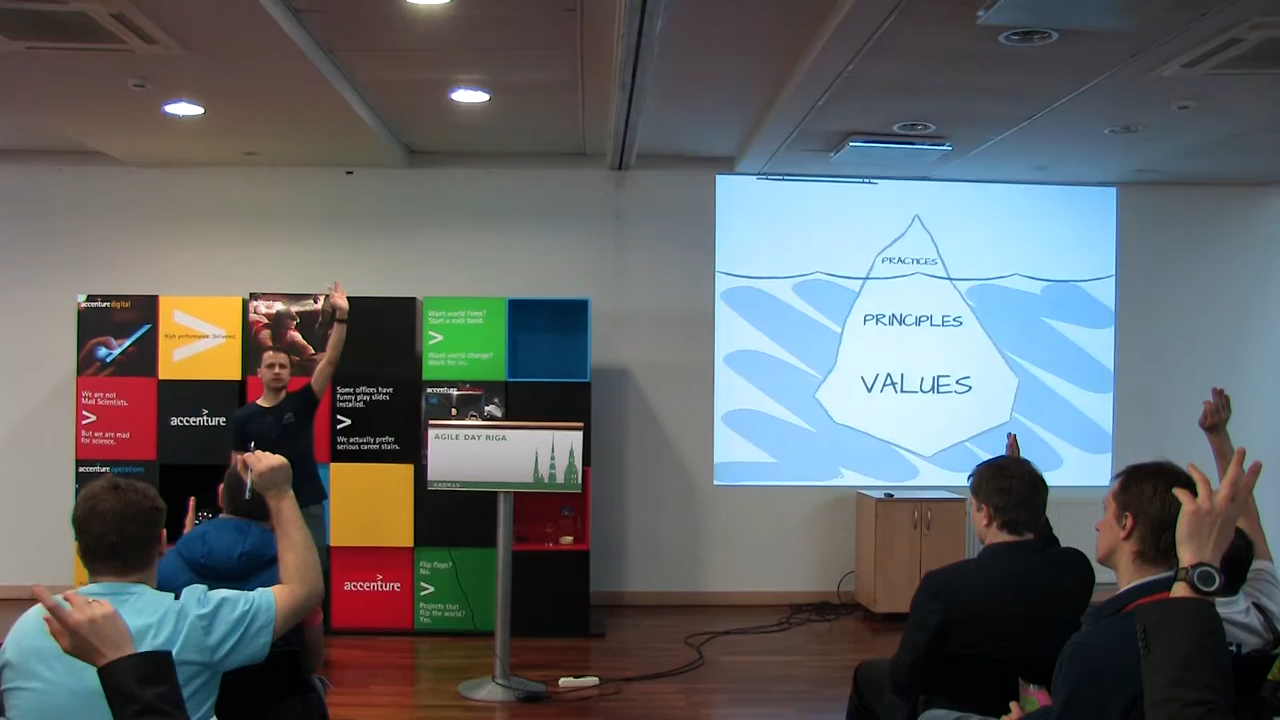 accenture digital
High performance. Delivered.
accenture
Want world fame?
Start a rock band.
Want world change?
Work for us.
We are not
Mad Scientists.
But we are mad
for science.
accenture
Some offices have
funny play slides
installed.
We actually prefer
serious career stairs.
accenture
AGILE DAY RIGA
accenture operations
accenture
Flip flops?
No.
Projects that
flip the world?
Yes.
PRACTICES
PRINCIPLES
VALUES